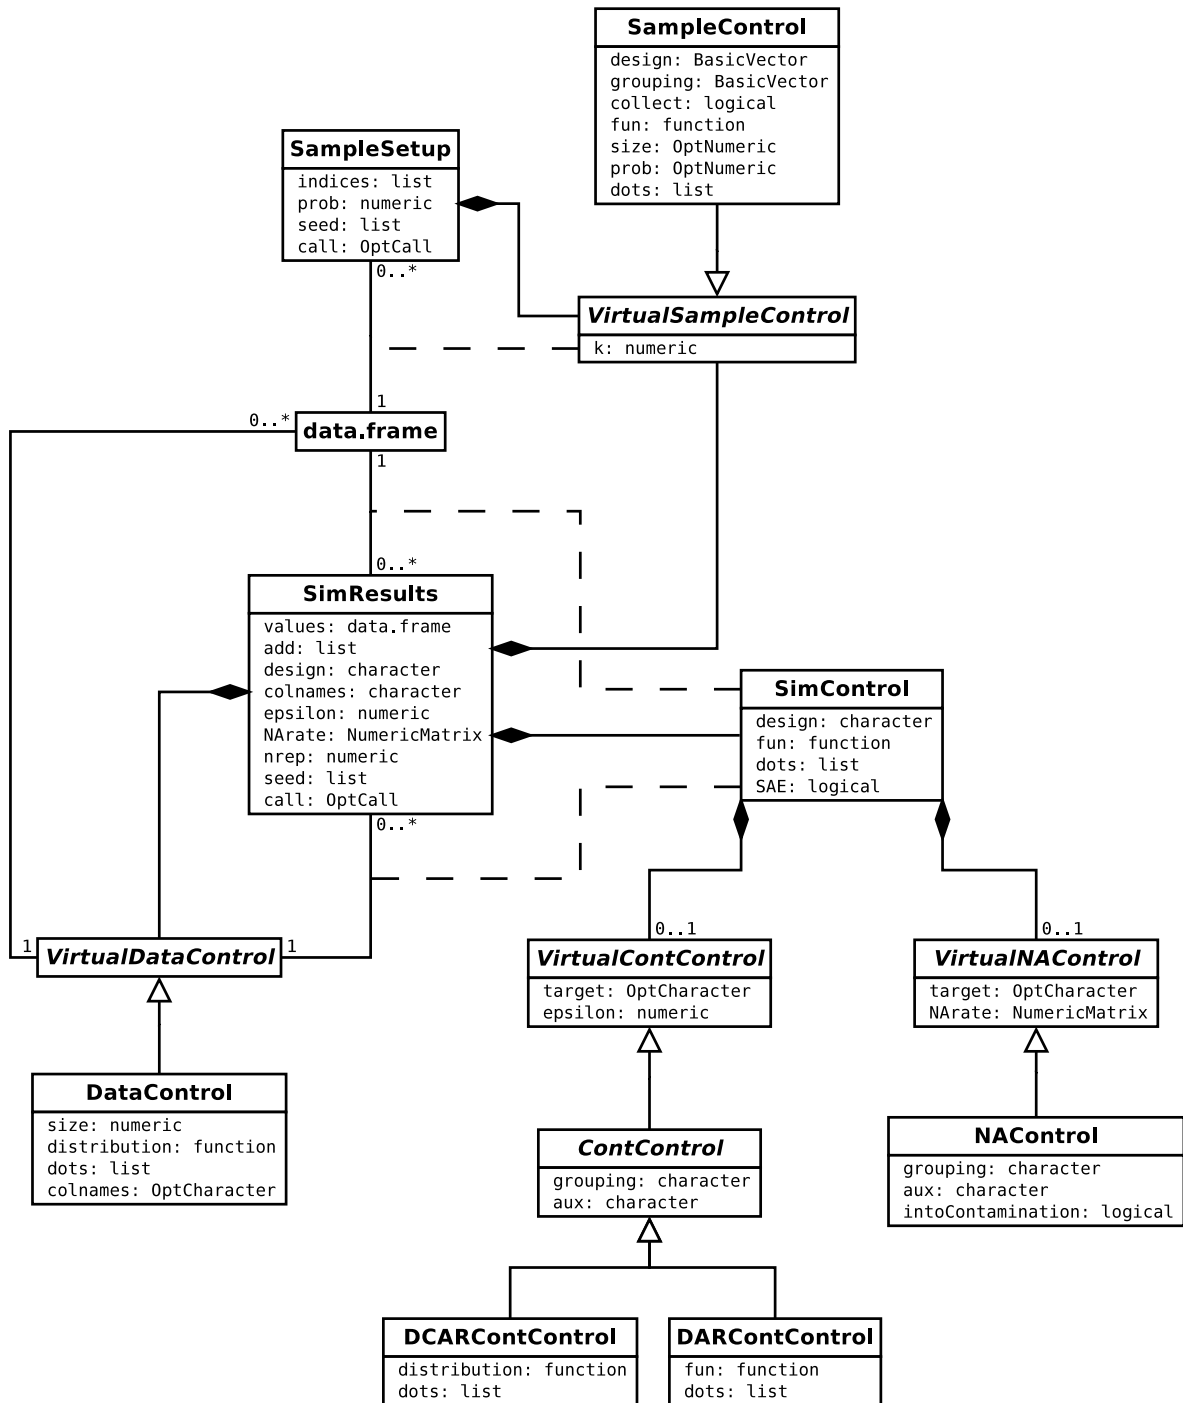 SampleControl
design: BasicVector
grouping: BasicVector
collect: logical
fun: function
size: OptNumeric
prob: OptNumeric
dots: list
SampleSetup
indices: list
prob: numeric
seed: list
call: OptCall
0..*
VirtualSampleControl
k: numeric
1
0..*
data.frame
1
0..*
SimResults
values: data.frame
add: list
design: character
colnames: character
epsilon: numeric
NArate: NumericMatrix
nrep: numeric
seed: list
call: OptCall
0..*
SimControl
design: character
fun: function
dots: list
SAE: logical
1
VirtualDataControl
1
0..1
VirtualContControl
target: OptCharacter
epsilon: numeric
0..1
VirtualNAControl
target: OptCharacter
NArate: NumericMatrix
DataControl
size: numeric
distribution: function
dots: list
colnames: OptCharacter
ContControl
grouping: character
aux: character
NAControl
grouping: character
aux: character
intoContamination: logical
DCARContControl
distribution: function
dots: list
DARContControl
fun: function
dots: list